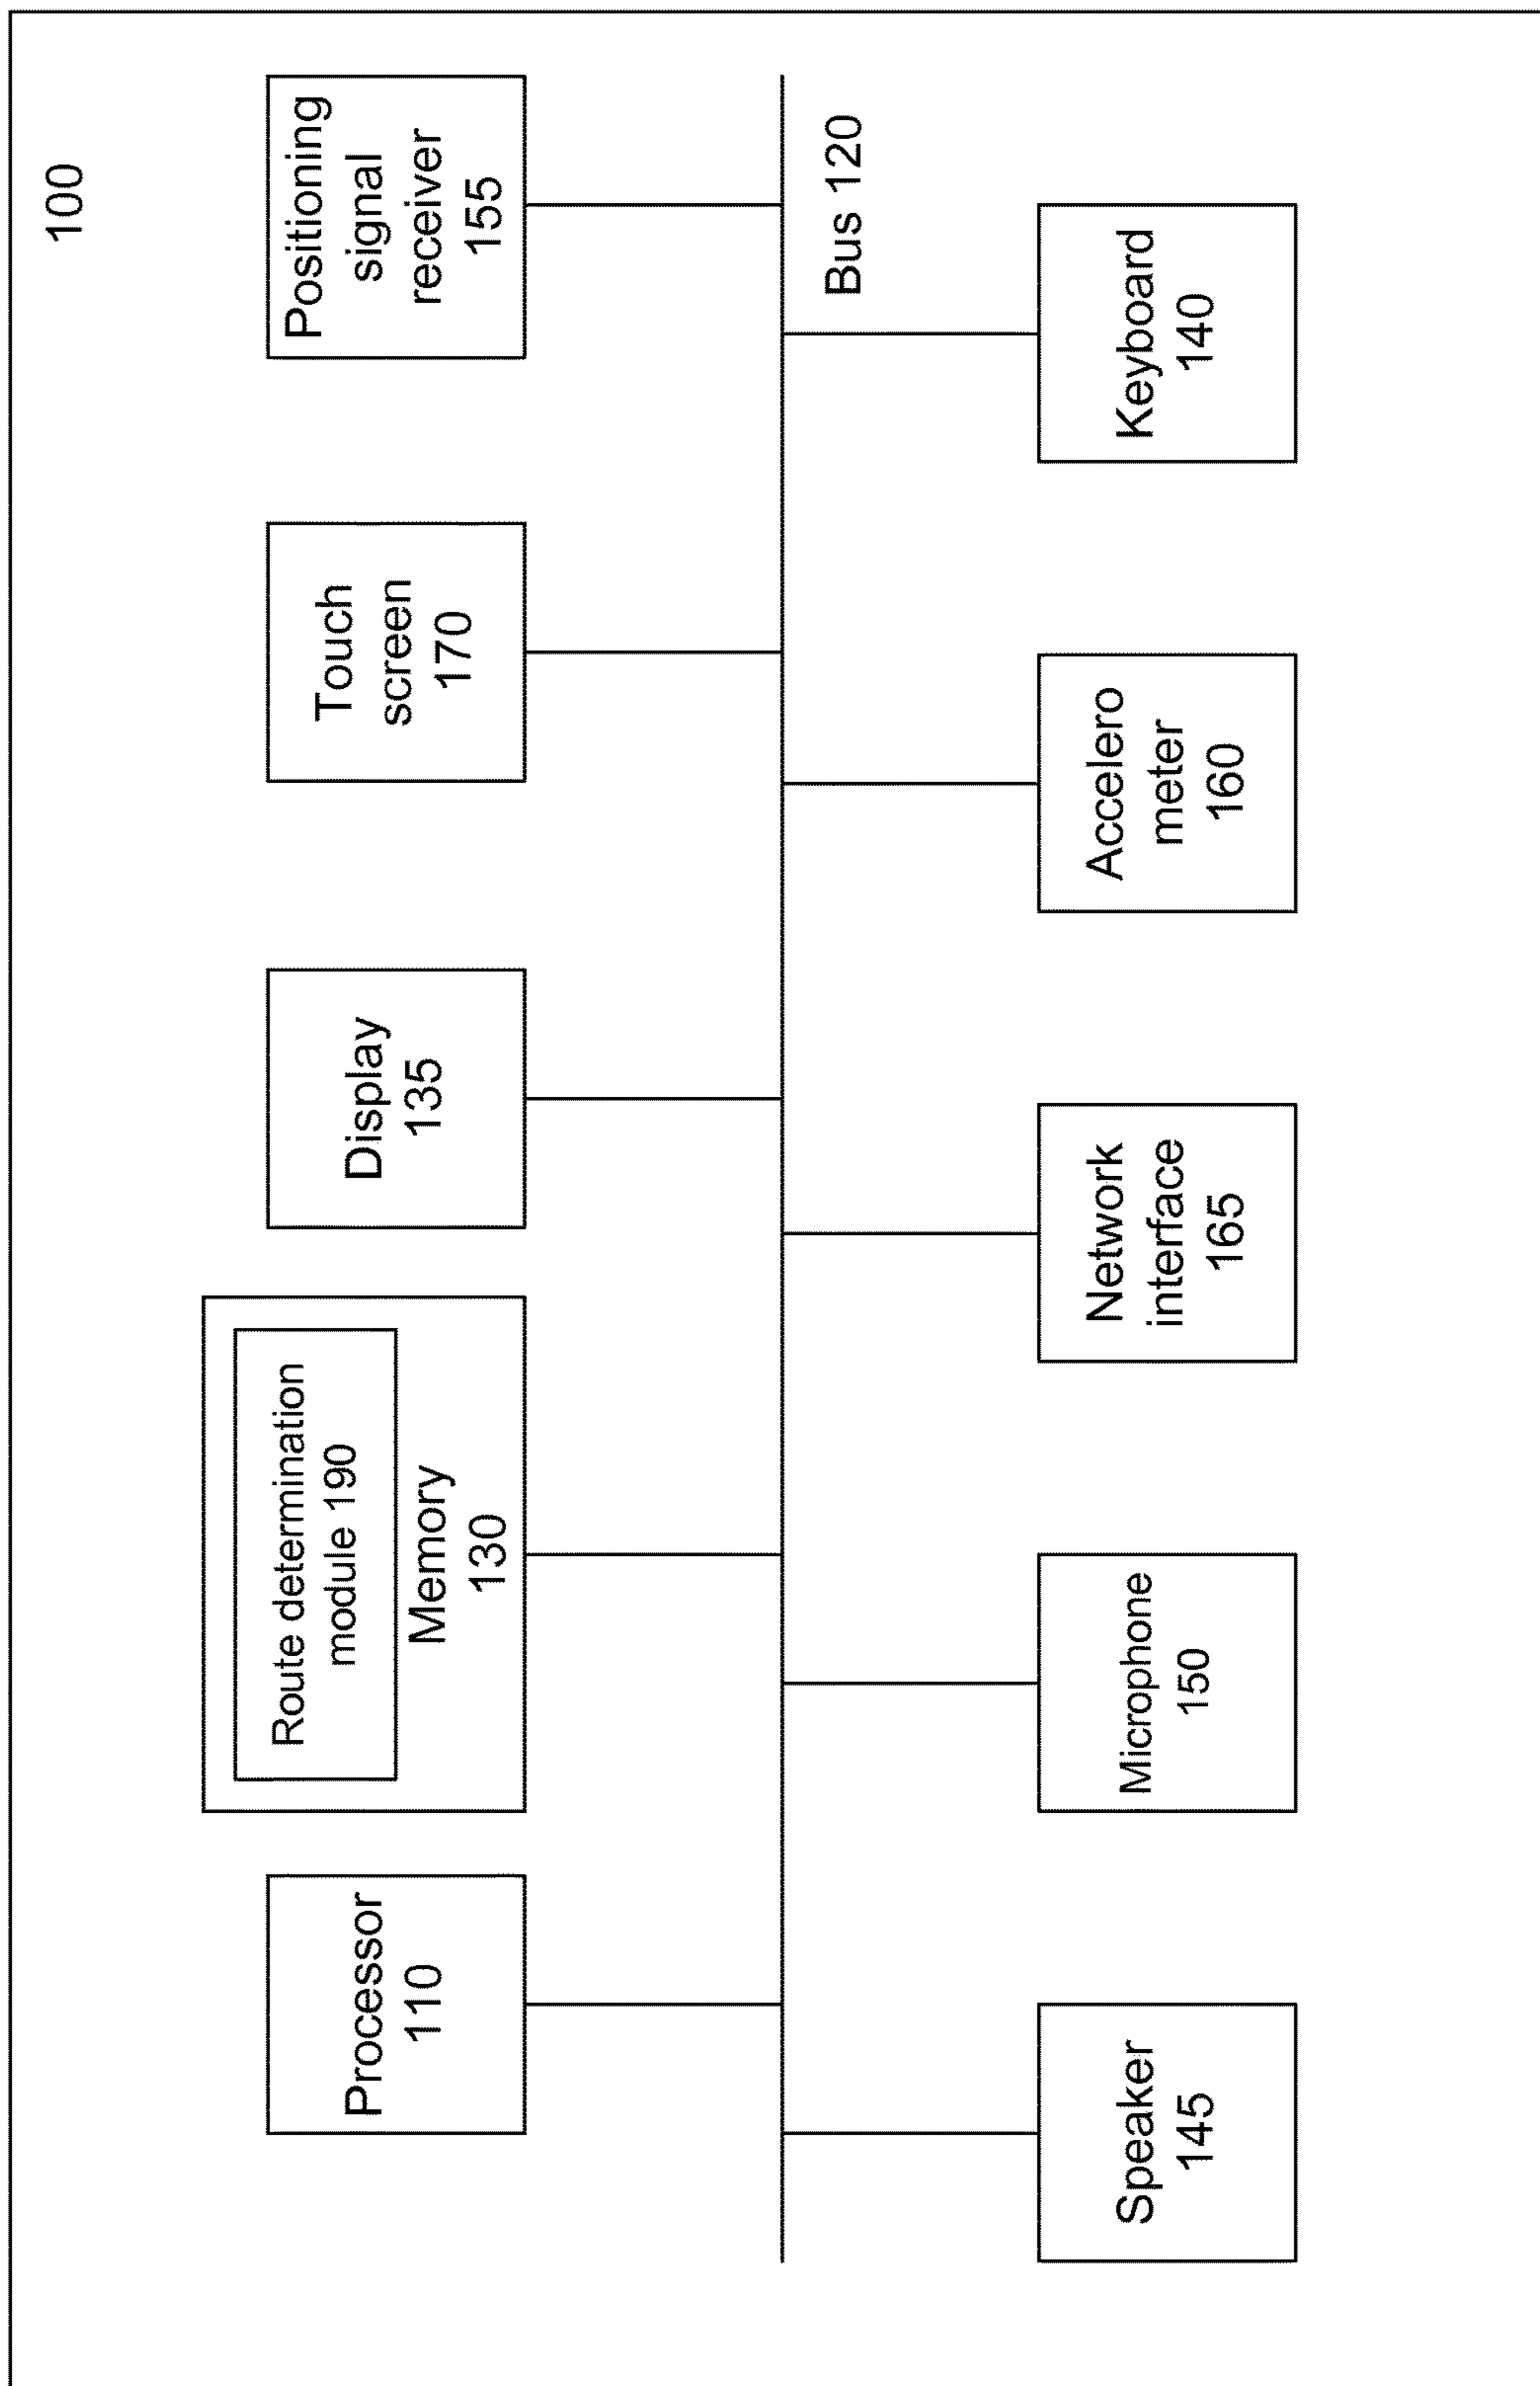 100
Processor
110
Route determination
module 190
Memory
130
Display
135
Touch
screen
170
Positioning
signal
receiver
155
Bus 120
Speaker
145
Microphone
150
Network
interface
165
Accelero
meter
160
Keyboard
140